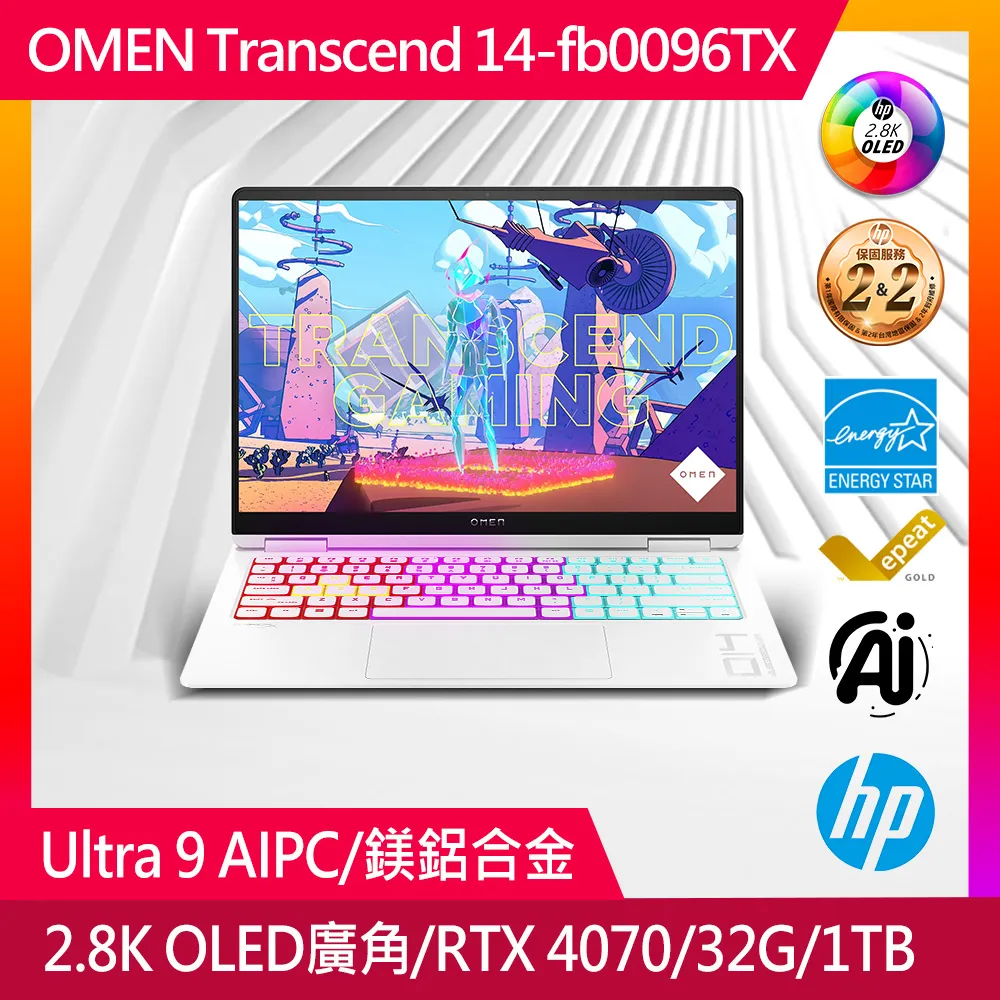 OMEN Transcend 14-fb0096TX
hp
2.8K
OLED
hp
保固服務
2&2
TRANSCEND
GAMING
OMEN
OMEN
energy
ENERGY STAR
epeat
GOLD
Ai
hp
Ultra 9 AIPC/鎂鋁合金
2.8K OLED廣角/RTX 4070/32G/1TB